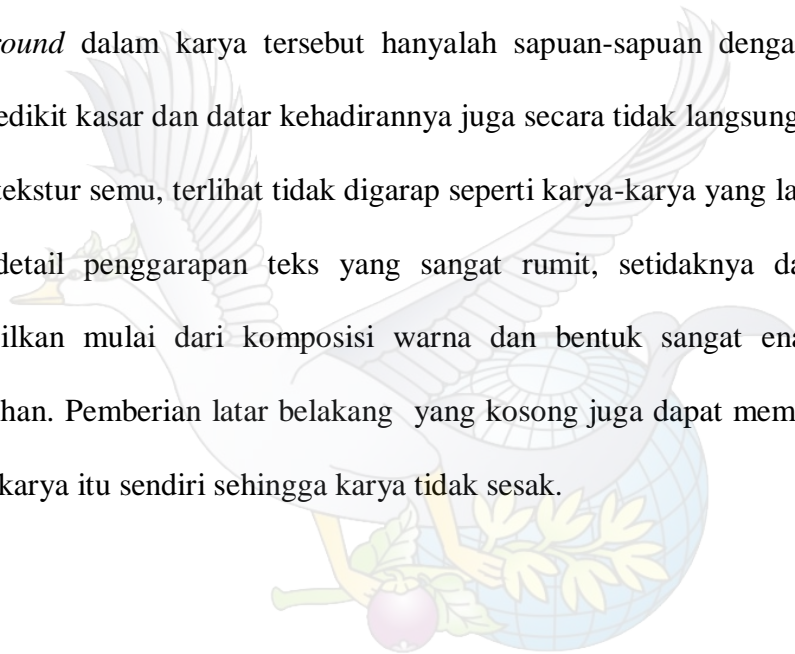 round dalam karya tersebut hanyalah sapuan-sapuan denga
edikit kasar dan datar kehadirannya juga secara tidak langsung
tekstur semu, terlihat tidak digarap seperti karya-karya yang la
detail penggarapan teks yang sangat rumit, setidaknya da
ilkan mulai dari komposisi warna dan bentuk sangat ena
han. Pemberian latar belakang yang kosong juga dapat mem
karya itu sendiri sehingga karya tidak sesak.